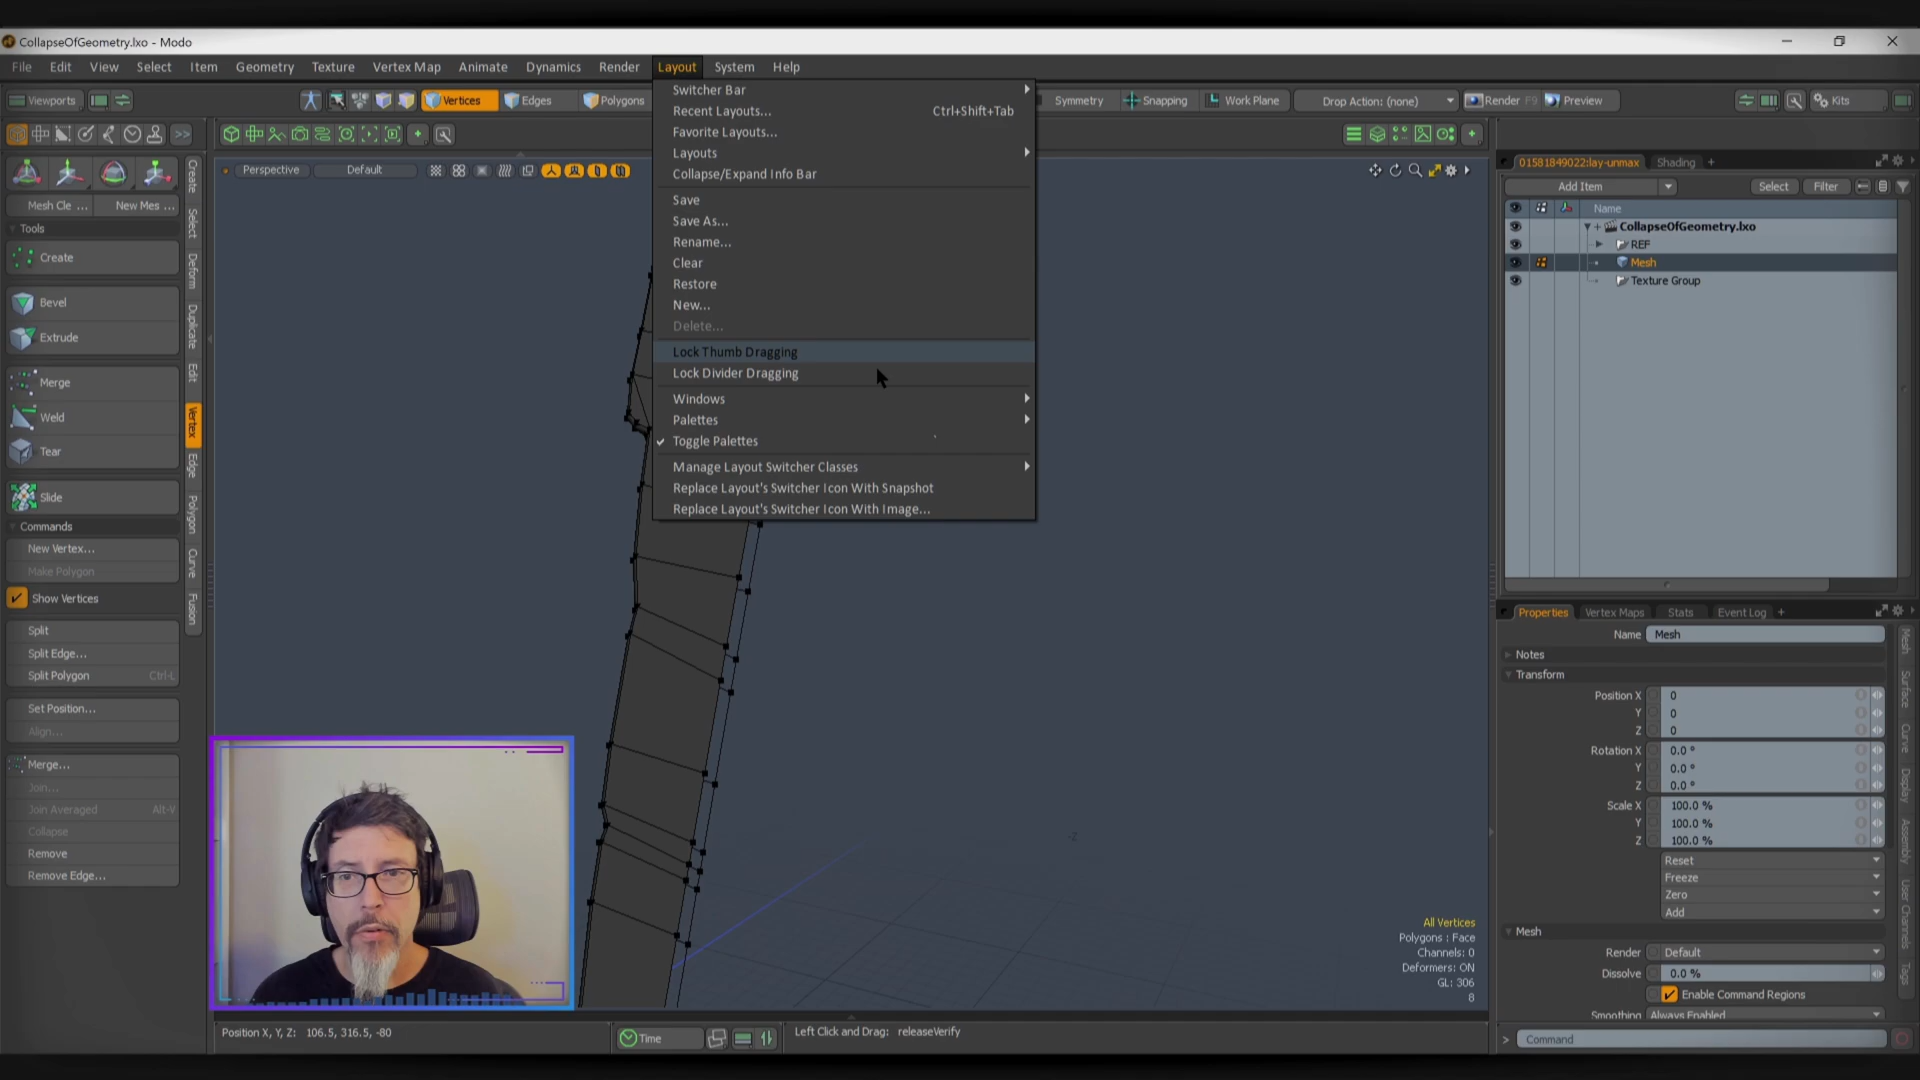 CollapseOfGeometry.lxo - Modo
File Edit View Select Item Geometry Texture Vertex Map Animate Dynamics Render Layout System Help
Viewports Vertices Edges Polygons Symmetry Snapping Work Plane Drop Action: (none) Render F9 Preview Kits
>>
Perspective Default
Mesh Cle ... New Mes ...
Tools
Create
Bevel
Extrude
Merge
Weld
Tear
Slide
Commands
New Vertex...
Make Polygon
Show Vertices
Split
Split Edge...
Split Polygon Ctrl-L
Set Position...
Align...
Merge...
Join...
Join Averaged Alt-V
Collapse
Remove
Remove Edge...
Create
Select
Deform
Duplicate
Edit
Vertex
Edge
Polygon
Curve
Fusion
Switcher Bar
Recent Layouts... Ctrl+Shift+Tab
Favorite Layouts...
Layouts
Collapse/Expand Info Bar
Save
Save As...
Rename...
Clear
Restore
New...
Delete...
Lock Thumb Dragging
Lock Divider Dragging
Windows
Palettes
Toggle Palettes
Manage Layout Switcher Classes
Replace Layout's Switcher Icon With Snapshot
Replace Layout's Switcher Icon With Image...
-Z
All Vertices
Polygons : Face
Channels: 0
Deformers: ON
GL: 306
8
01581849022:lay-unmax Shading +
Add Item Select Filter
Name
CollapseOfGeometry.lxo
REF
Mesh
Texture Group
Properties Vertex Maps Stats Event Log +
Name Mesh
Notes
Transform
Position X 0
Y 0
Z 0
Rotation X 0.0 °
Y 0.0 °
Z 0.0 °
Scale X 100.0 %
Y 100.0 %
Z 100.0 %
Reset
Freeze
Zero
Add
Mesh
Render Default
Dissolve 0.0 %
Enable Command Regions
Smoothing Always Enabled
Mesh
Surface
Curve
Display
Assembly
User Channels
Tags
Position X, Y, Z: 106.5, 316.5, -80
Time
Left Click and Drag: releaseVerify
> Command